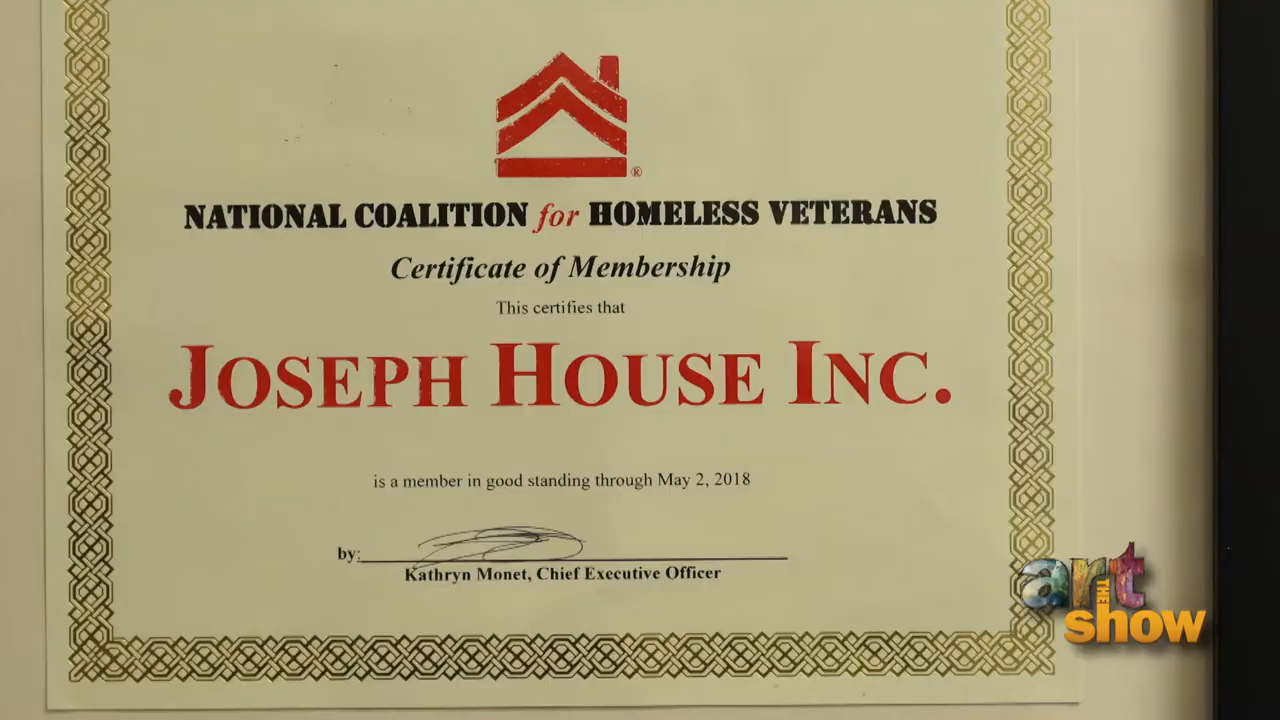 ®
NATIONAL COALITION for HOMELESS VETERANS
Certificate of Membership
This certifies that
JOSEPH HOUSE INC.
is a member in good standing through May 2, 2018
by:
Kathryn Monet, Chief Executive Officer
the art
show